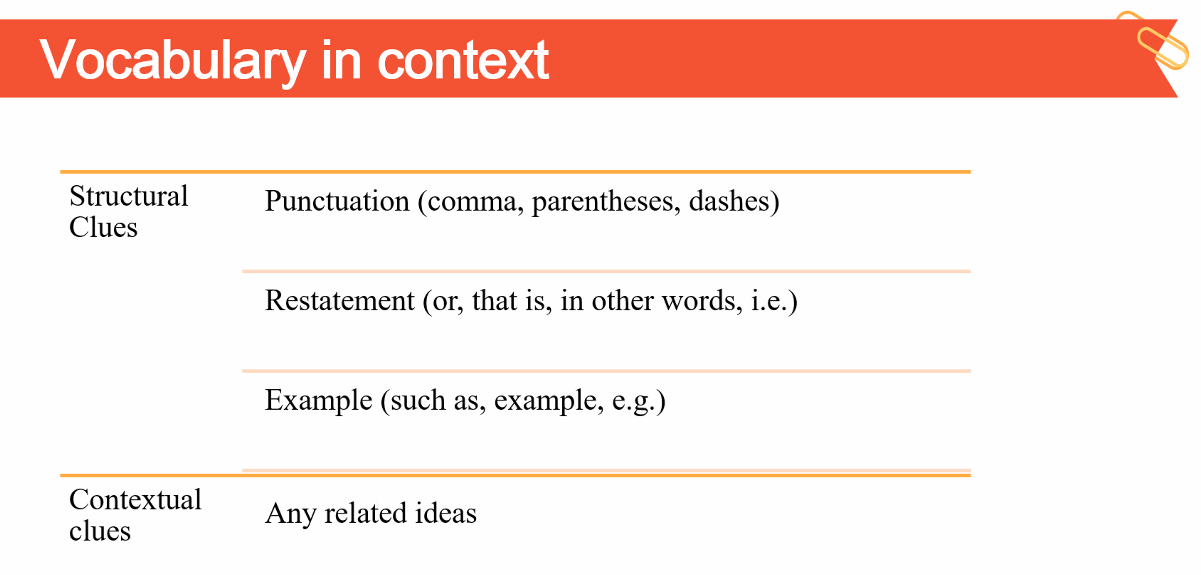 Vocabulary in context
Structural
Clues
Punctuation (comma, parentheses, dashes)
Restatement (or, that is, in other words, i.e.)
Example (such as, example, e.g.)
Contextual
clues
Any related ideas